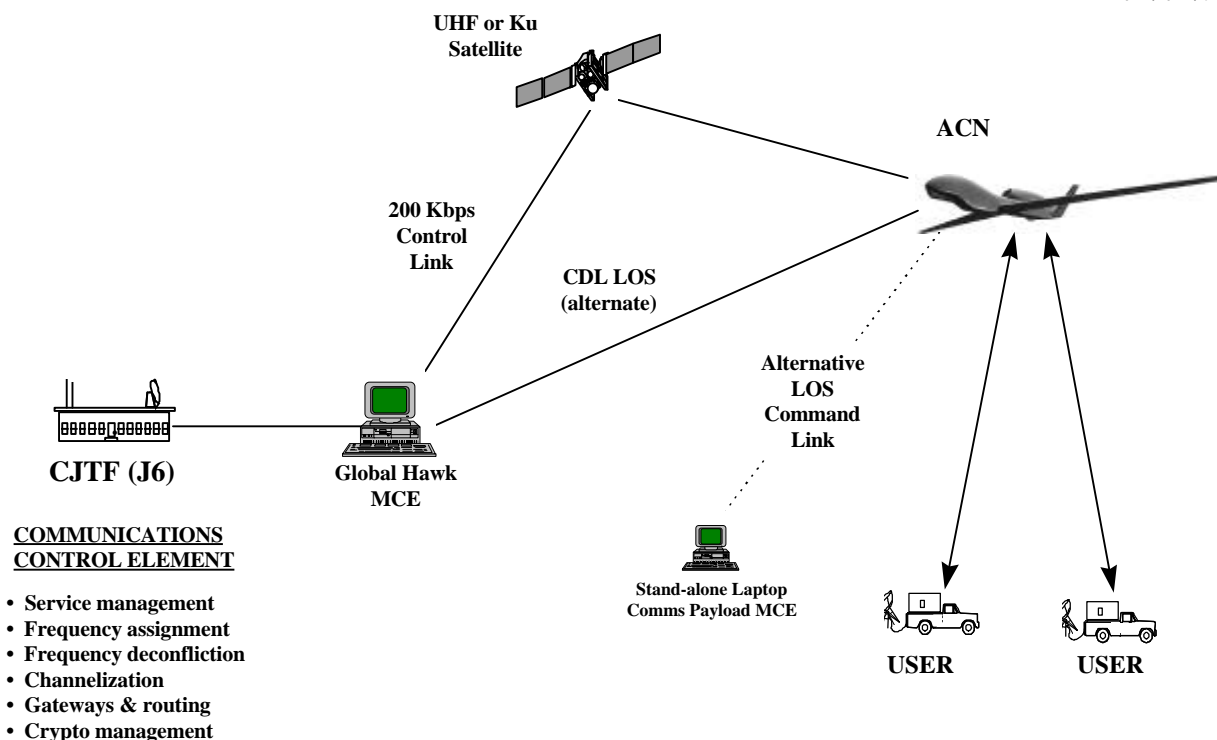 UHF or Ku
Satellite
ACN
200 Kbps
Control
Link
CDL LOS
(alternate)
Alternative
LOS
Command
Link
CJTF (J6)
Global Hawk
MCE
COMMUNICATIONS
CONTROL ELEMENT
• Service management
• Frequency assignment
• Frequency deconfliction
• Channelization
• Gateways & routing
• Crypto management
Stand-alone Laptop
Comms Payload MCE
USER
USER